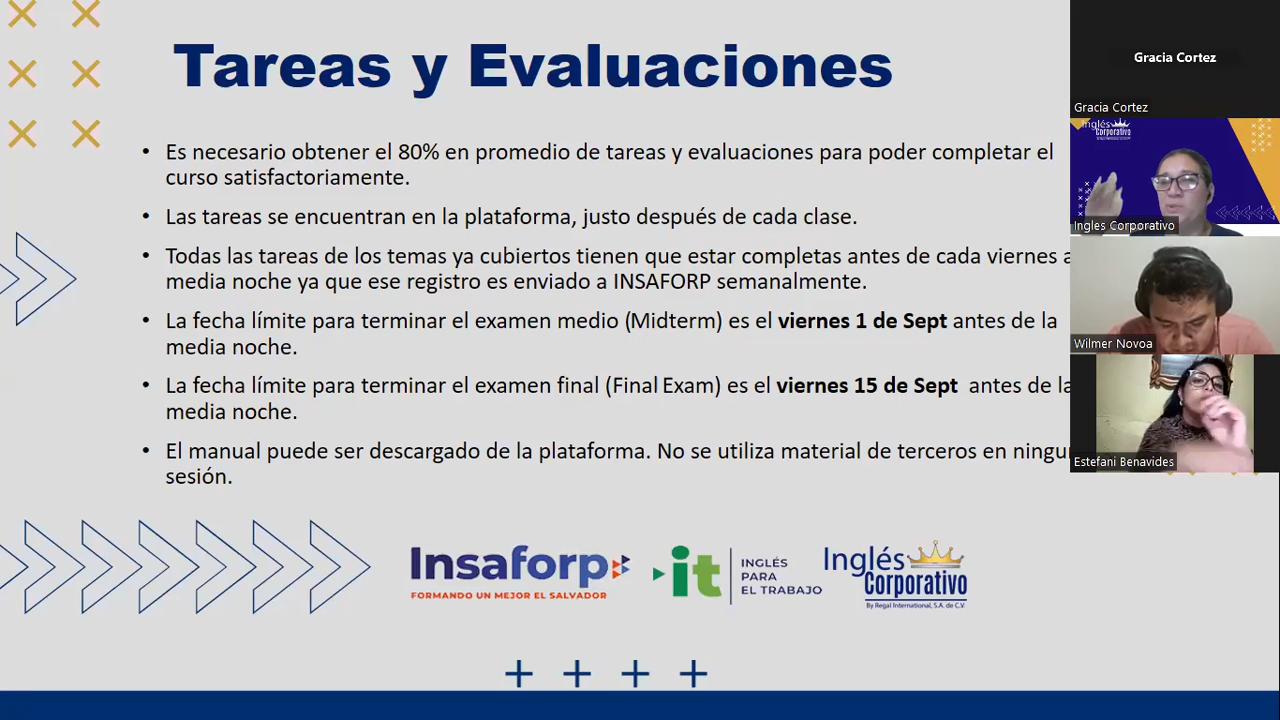 Tareas y Evaluaciones
• Es necesario obtener el 80% en promedio de tareas y evaluaciones para poder completar el
curso satisfactoriamente.
• Las tareas se encuentran en la plataforma, justo después de cada clase.
• Todas las tareas de los temas ya cubiertos tienen que estar completas antes de cada viernes a
media noche ya que ese registro es enviado a INSAFORP semanalmente.
• La fecha límite para terminar el examen medio (Midterm) es el viernes 1 de Sept antes de la
media noche.
• La fecha límite para terminar el examen final (Final Exam) es el viernes 15 de Sept antes de la
media noche.
• El manual puede ser descargado de la plataforma. No se utiliza material de terceros en
sesión.
Insaforp
FORMANDO UN MEJOR EL SALVADOR
it
INGLÉS
PARA
EL TRABAJO
Inglés
Corporativo
By Regal International, S.A. de C.V.
Gracia Cortez
Gracia Cortez
Inglés
Corporativo
Ingles Corporativo
Wilmer Novoa
Estefani Benavides